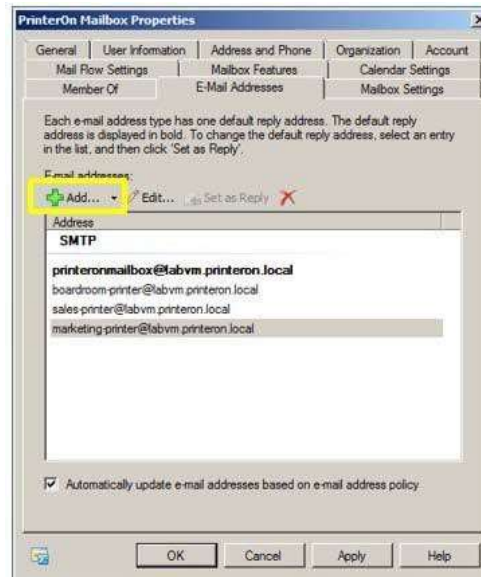 PrinterOn Mailbox Properties
General User Information Address and Phone Organization Account
Mail Flow Settings Mailbox Features Calendar Settings
Member Of E-Mail Addresses Mailbox Settings
Each e-mail address type has one default reply address. The default reply
address is displayed in bold. To change the default reply address, select an entry
in the list, and then click 'Set as Reply'.
E-mail addresses:
Add... Edit... Set as Reply
Address
SMTP
printeronmailbox@labvm.printeron.local
boardroom-printer@labvm.printeron.local
sales-printer@labvm.printeron.local
marketing-printer@labvm.printeron.local
Automatically update e-mail addresses based on e-mail address policy
OK Cancel Apply Help